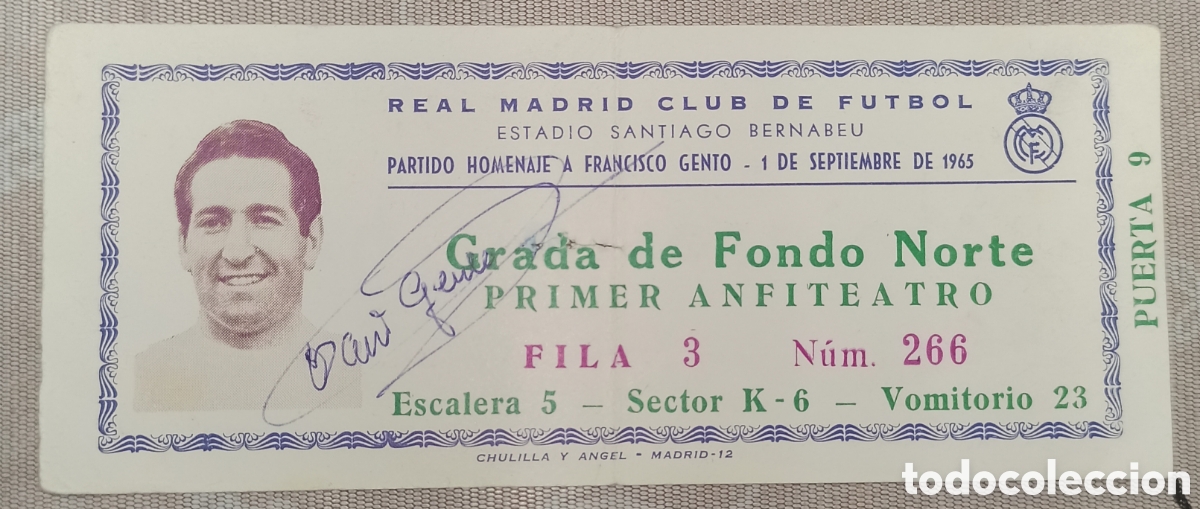 REAL MADRID CLUB DE FUTBOL
ESTADIO SANTIAGO BERNABEU
PARTIDO HOMENAJE A FRANCISCO GENTO - 1 DE SEPTIEMBRE DE 1965
Grada de Fondo Norte
PRIMER ANFITEATRO
FILA 3 Núm. 266
Escalera 5 - Sector K-6 - Vomitorio 23
PUERTA 9
Gento
CHULILLA Y ANGEL - MADRID-12
todocoleccion